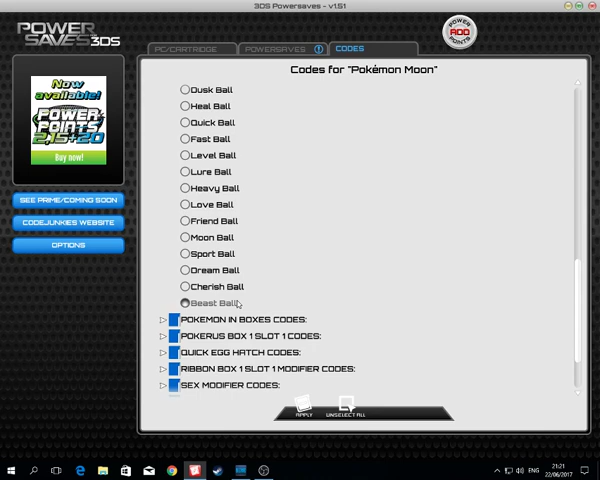 3DS Powersaves - v1.51
POWER
SAVES 3DS
POWER
ADD
POINTS
PC/CARTRIDGE
POWERSAVES
CODES
Codes for "Pokémon Moon"
Now
available!
POWER
POINTS
Buy now!
SEE PRIME/COMING SOON
CODEJUNKIES WEBSITE
OPTIONS
Dusk Ball
Heal Ball
Quick Ball
Fast Ball
Level Ball
Lure Ball
Heavy Ball
Love Ball
Friend Ball
Moon Ball
Sport Ball
Dream Ball
Cherish Ball
Beast Ball
POKEMON IN BOXES CODES:
POKERUS BOX 1 SLOT 1 CODES:
QUICK EGG HATCH CODES:
RIBBON BOX 1 SLOT 1 MODIFIER CODES:
SEX MODIFIER CODES:
APPLY
UNSELECT ALL
ENG
21:21
22/06/2017